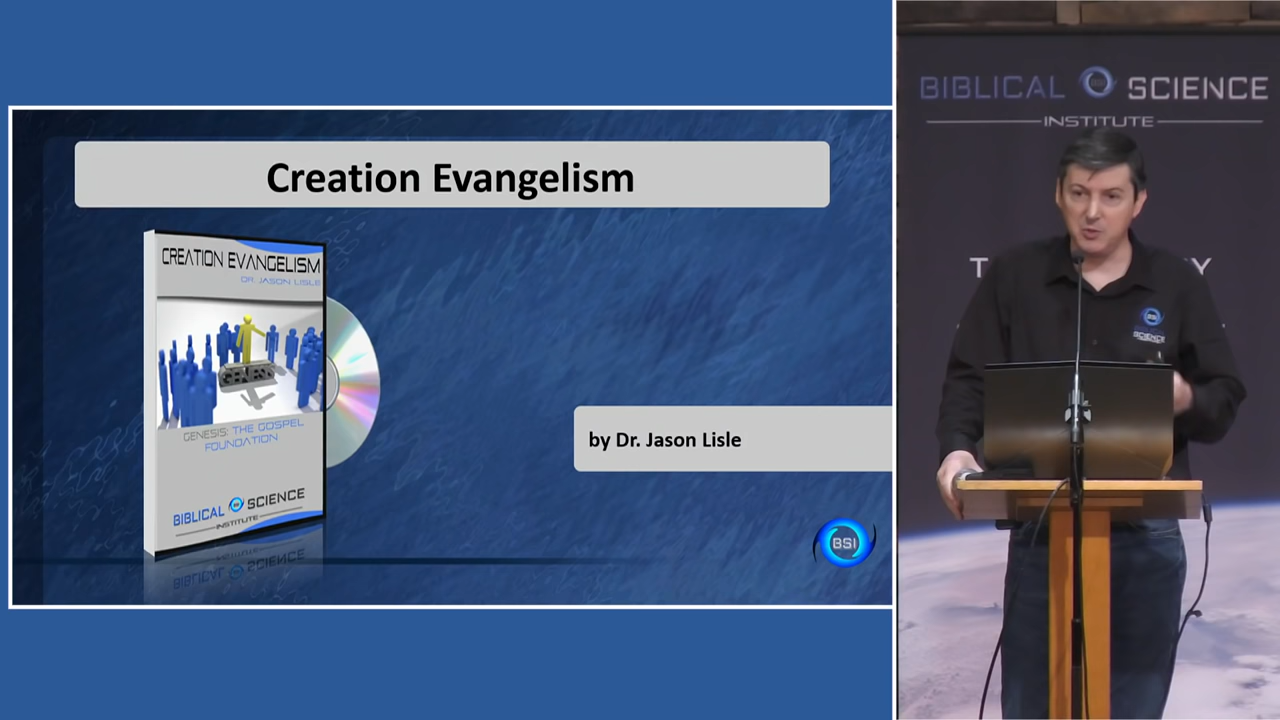 Creation Evangelism
CREATION EVANGELISM
DR. JASON LISLE
GENESIS
GENESIS: THE GOSPEL
FOUNDATION
BIBLICAL SCIENCE
INSTITUTE
by Dr. Jason Lisle
BSI
BIBLICAL BSI SCIENCE
INSTITUTE
T
Y
BSI
SCIENCE